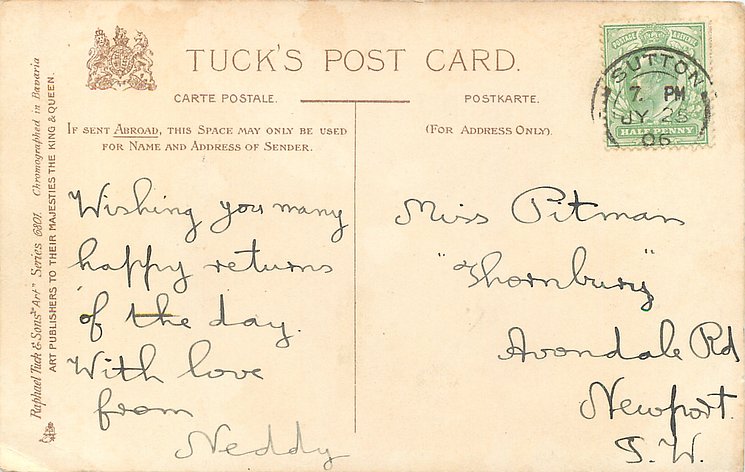 TUCK'S POST CARD.
CARTE POSTALE.
POSTKARTE.
IF SENT ABROAD, THIS SPACE MAY ONLY BE USED
FOR NAME AND ADDRESS OF SENDER.
(FOR ADDRESS ONLY).
Raphael Tuck & Sons' "Art" Series 6801. Chromographed in Bavaria
ART PUBLISHERS TO THEIR MAJESTIES THE KING & QUEEN.
POSTAGE & REVENUE
HALF PENNY
SUTTON
7. PM
JY 25
06
Wishing you many
happy returns
of the day.
With love
from
Neddy
Miss Pitman
"Thornbury"
Avondale Rd
Newport.
I.W.